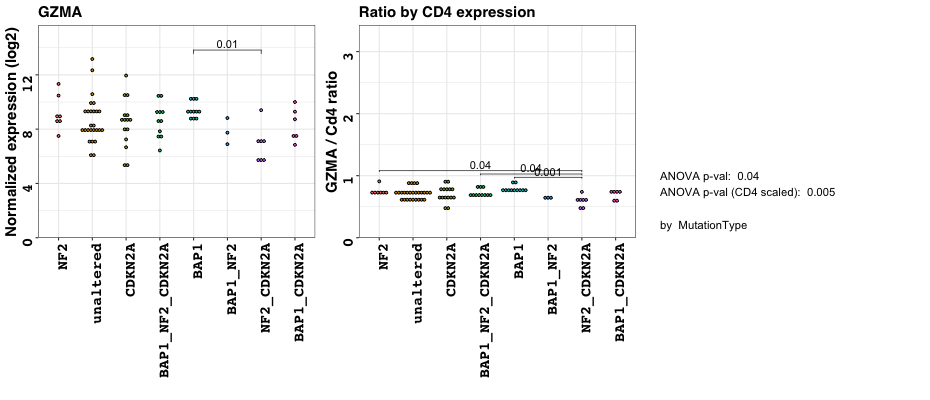 GZMA
Normalized expression (log2)
0
4
8
12
0.01
NF2
unaltered
CDKN2A
BAP1_NF2_CDKN2A
BAP1
BAP1_NF2
NF2_CDKN2A
BAP1_CDKN2A
Ratio by CD4 expression
GZMA / Cd4 ratio
0
1
2
3
0.04
0.04
0.001
NF2
unaltered
CDKN2A
BAP1_NF2_CDKN2A
BAP1
BAP1_NF2
NF2_CDKN2A
BAP1_CDKN2A
ANOVA p-val: 0.04
ANOVA p-val (CD4 scaled): 0.005
by MutationType